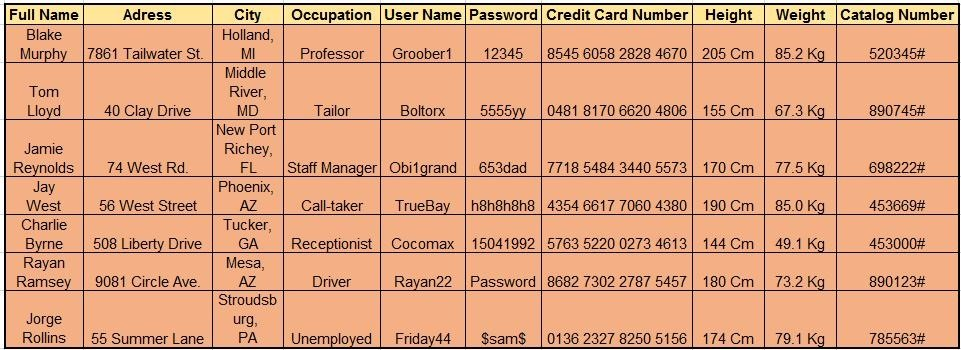 Full Name Adress City Occupation User Name Password Credit Card Number Height Weight Catalog Number
Blake Holland,
Murphy 7861 Tailwater St. MI Professor Groober1 12345 8545 6058 2828 4670 205 Cm 85.2 Kg 520345#
Middle
Tom River,
Lloyd 40 Clay Drive MD Tailor Boltorx 5555yy 0481 8170 6620 4806 155 Cm 67.3 Kg 890745#
New Port
Jamie Richey,
Reynolds 74 West Rd. FL Staff Manager Obi1grand 653dad 7718 5484 3440 5573 170 Cm 77.5 Kg 698222#
Jay Phoenix,
West 56 West Street AZ Call-taker TrueBay h8h8h8h8 4354 6617 7060 4380 190 Cm 85.0 Kg 453669#
Charlie Tucker,
Byrne 508 Liberty Drive GA Receptionist Cocomax 15041992 5763 5220 0273 4613 144 Cm 49.1 Kg 453000#
Rayan Mesa,
Ramsey 9081 Circle Ave. AZ Driver Rayan22 Password 8682 7302 2787 5457 180 Cm 73.2 Kg 890123#
Stroudsb
Jorge urg,
Rollins 55 Summer Lane PA Unemployed Friday44 $sam$ 0136 2327 8250 5156 174 Cm 79.1 Kg 785563#